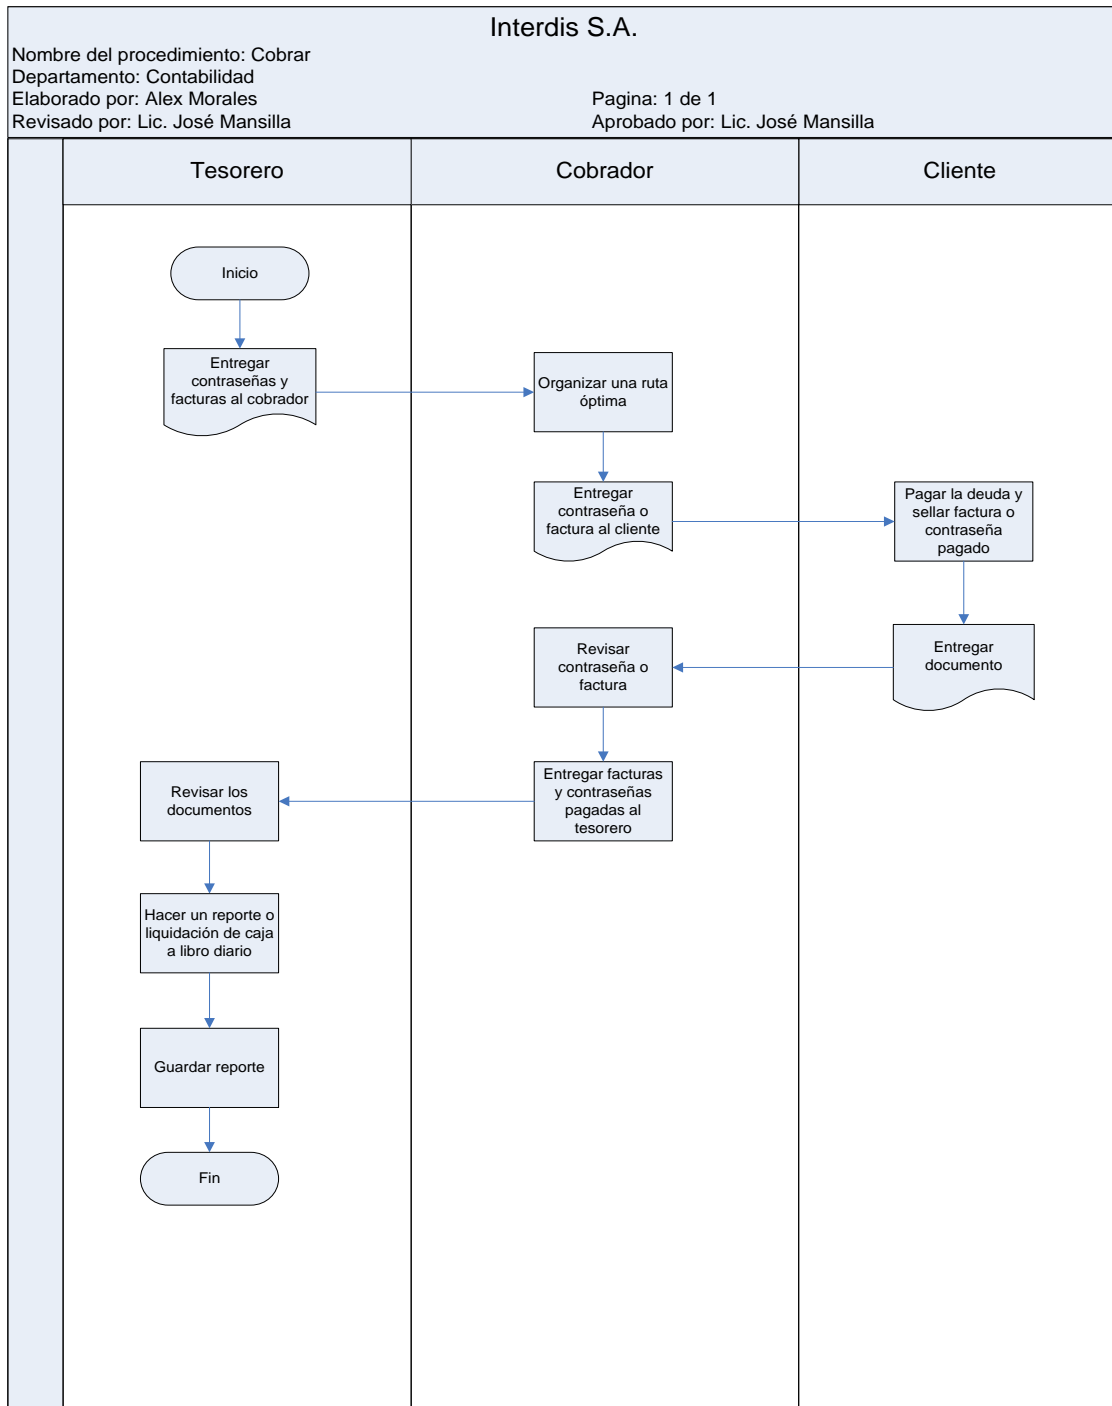 Interdis S.A.
Nombre del procedimiento: Cobrar
Departamento: Contabilidad
Elaborado por: Alex Morales
Pagina: 1 de 1
Revisado por: Lic. José Mansilla
Aprobado por: Lic. José Mansilla
Tesorero
Cobrador
Cliente
Inicio
Entregar
contraseñas y
facturas al cobrador
Organizar una ruta
óptima
Entregar
contraseña o
factura al cliente
Pagar la deuda y
sellar factura o
contraseña
pagado
Entregar
documento
Revisar
contraseña o
factura
Entregar facturas
y contraseñas
pagadas al
tesorero
Revisar los
documentos
Hacer un reporte o
liquidación de caja
a libro diario
Guardar reporte
Fin